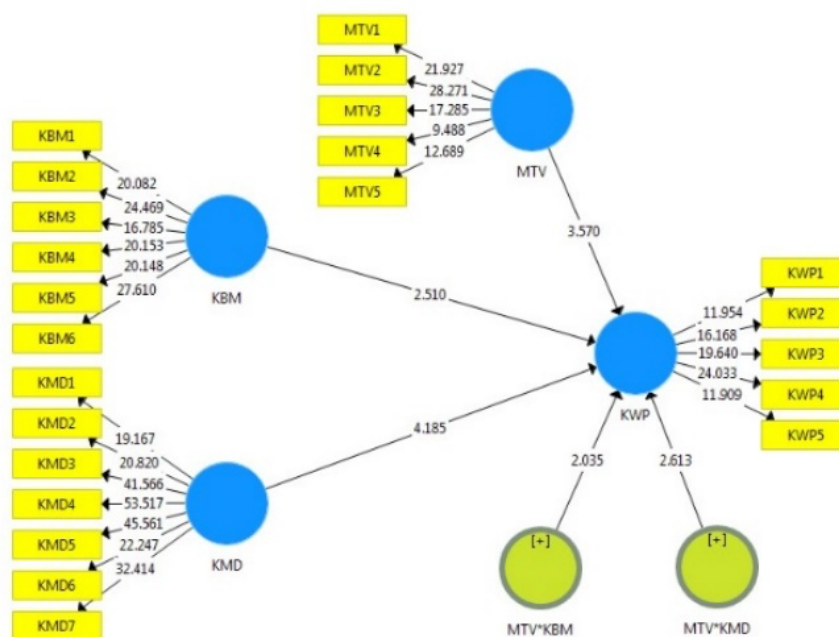 MTV1
MTV2
MTV3
MTV4
MTV5
21.927
28.271
17.285
9.488
12.689
MTV
3.570
KBM1
KBM2
KBM3
KBM4
KBM5
KBM6
20.082
24.469
16.785
20.153
20.148
27.610
KBM
2.510
KMD1
KMD2
KMD3
KMD4
KMD5
KMD6
KMD7
19.167
20.820
41.566
53.517
45.561
22.247
32.414
KMD
4.185
KWP
11.954
16.168
19.640
24.033
11.909
KWP1
KWP2
KWP3
KWP4
KWP5
2.035
2.613
[+]
[+]
MTV*KBM
MTV*KMD